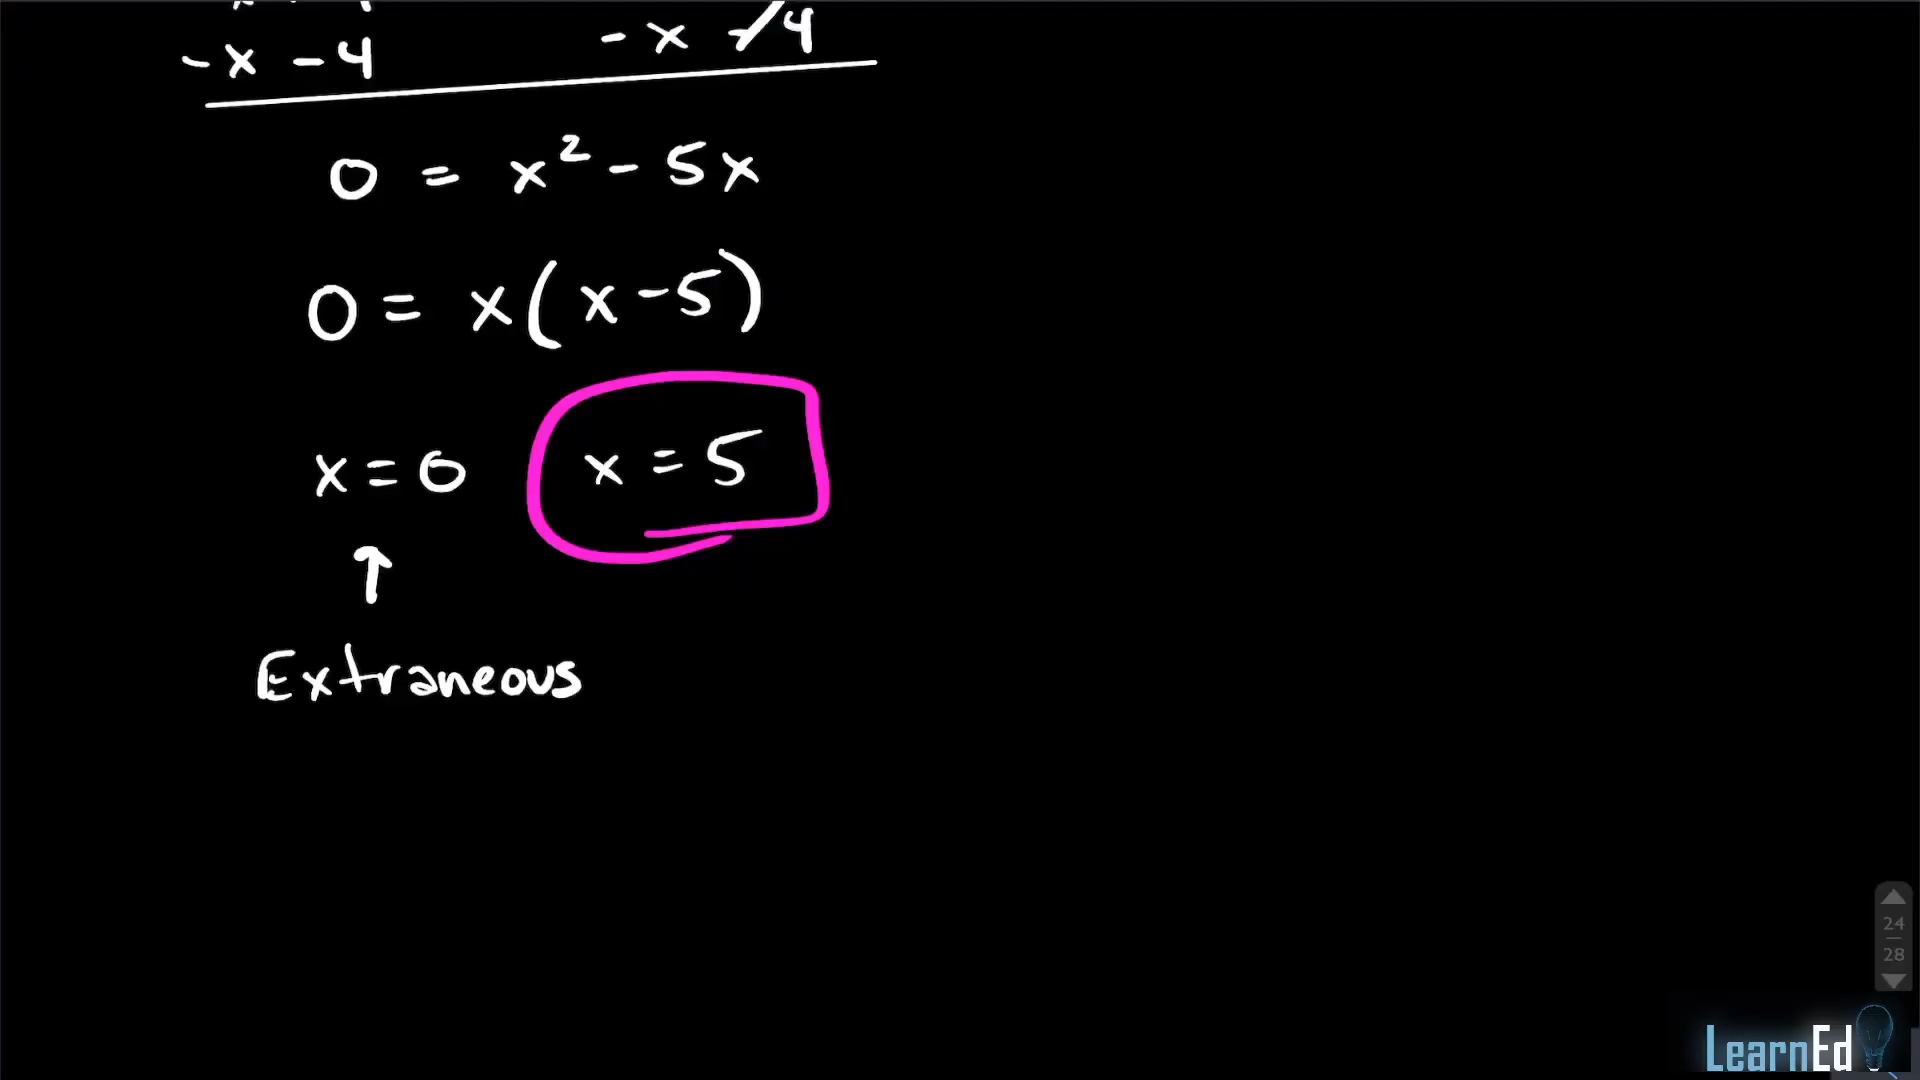 -x -4 -x -4
0 = x² - 5x
0 = x(x-5)
x=0 x = 5
↑
Extraneous
24
28
LearnEd